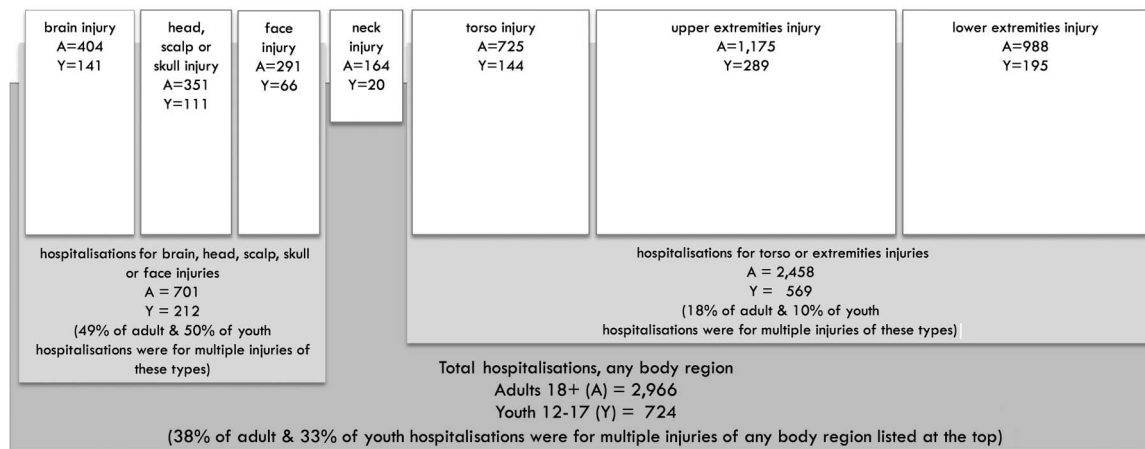 brain injury
A=404
Y=141
head,
scalp or
skull injury
A=351
Y=111
face
injury
A=291
Y=66
neck
injury
A=164
Y=20
torso injury
A=725
Y=144
upper extremities injury
A=1,175
Y=289
lower extremities injury
A=988
Y=195
hospitalisations for brain, head, scalp, skull
or face injuries
A = 701
Y = 212
(49% of adult & 50% of youth
hospitalisations were for multiple injuries of
these types)
hospitalisations for torso or extremities injuries
A = 2,458
Y = 569
(18% of adult & 10% of youth
hospitalisations were for multiple injuries of these types)
Total hospitalisations, any body region
Adults 18+ (A) = 2,966
Youth 12-17 (Y) = 724
(38% of adult & 33% of youth hospitalisations were for multiple injuries of any body region listed at the top)